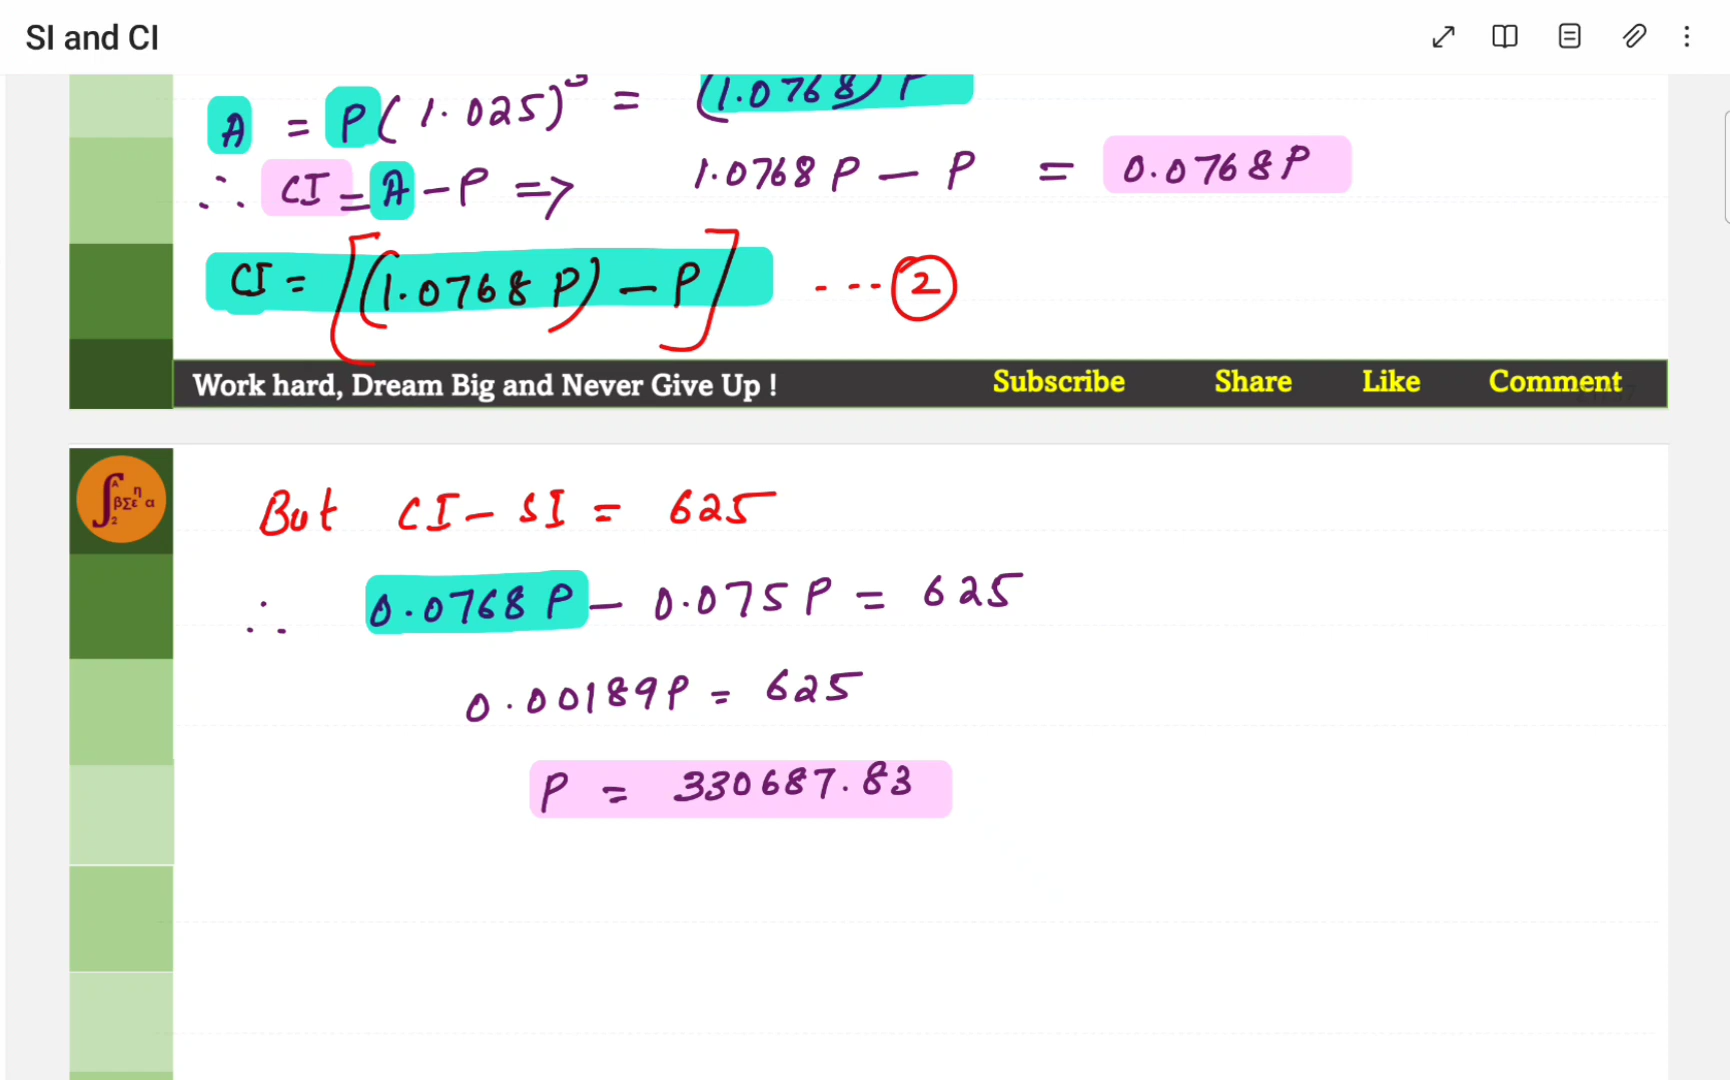 SI and CI
A = P(1.025)³ = (1.0768) P
∴ CI = A - P => 1.0768 P - P = 0.0768P
CI = [(1.0768 P) - P] --- 2
Work hard, Dream Big and Never Give Up ! Subscribe Share Like Comment
But CI - SI = 625
∴ 0.0768 P - 0.075 P = 625
0.00189P = 625
P = 330687.83